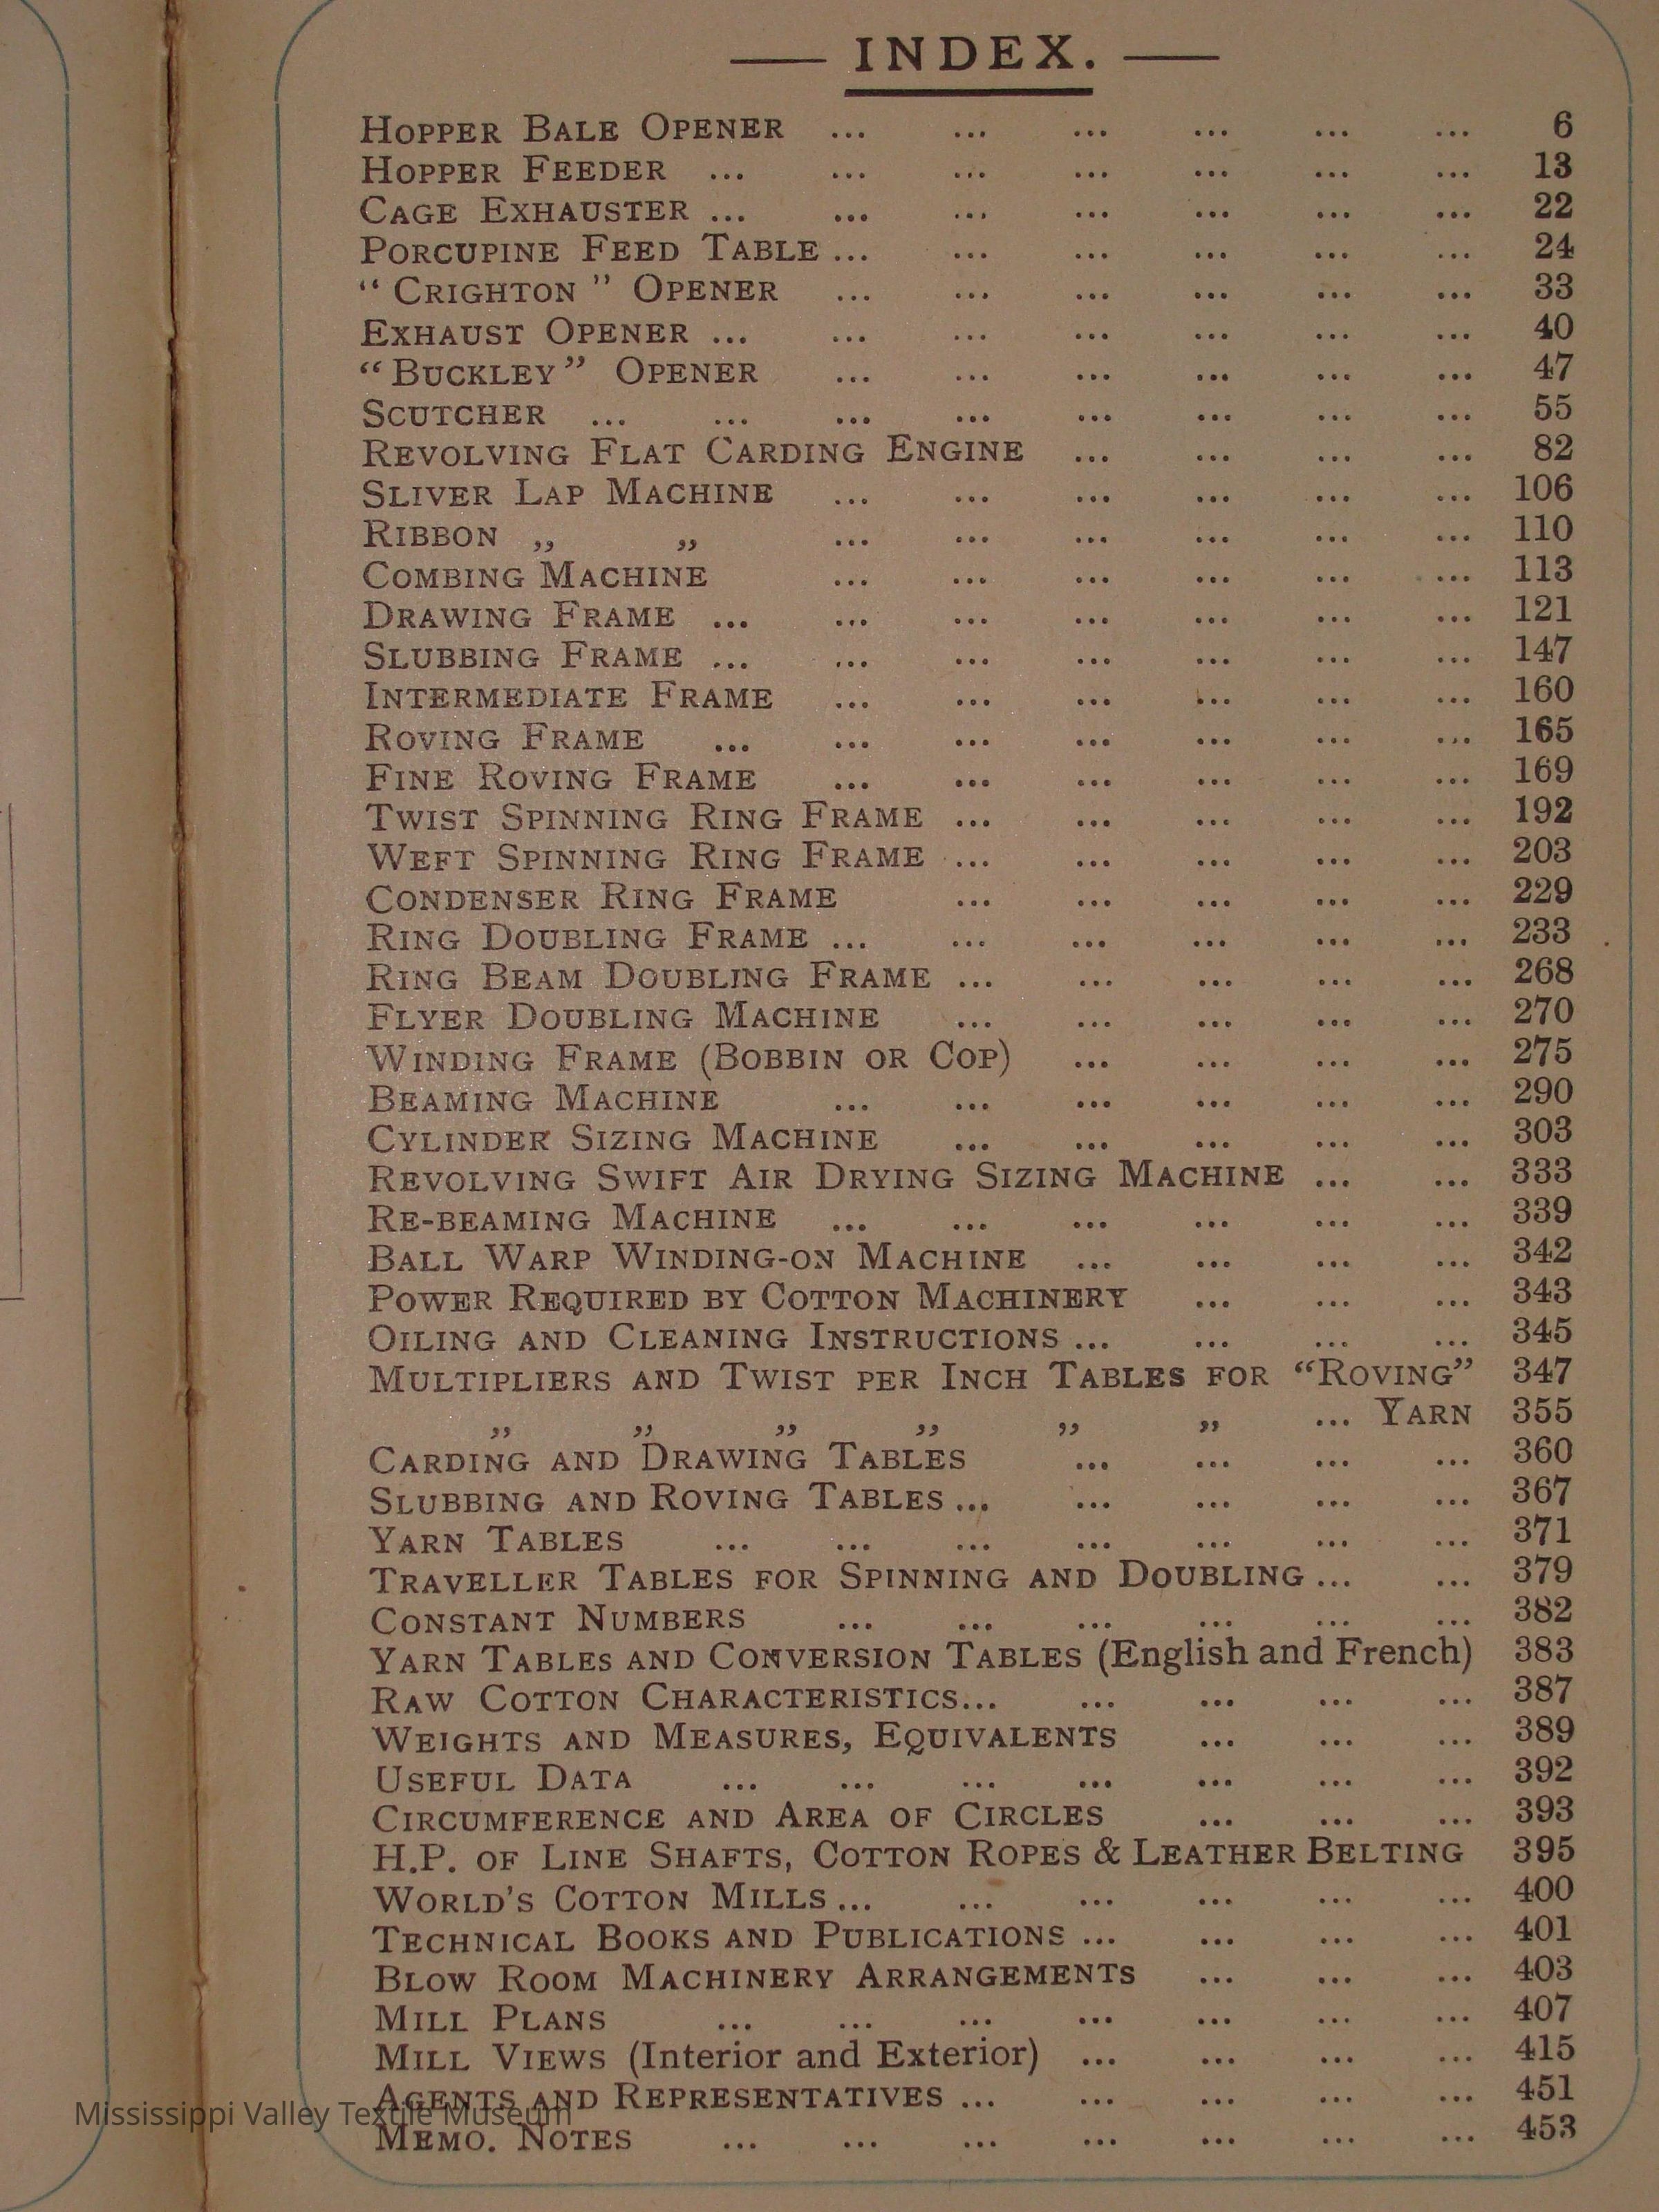 — INDEX. —
HOPPER BALE OPENER ... ... ... ... ... ... 6
HOPPER FEEDER ... ... ... ... ... ... ... 13
CAGE EXHAUSTER ... ... ... ... ... ... ... 22
PORCUPINE FEED TABLE ... ... ... ... ... ... 24
“CRIGHTON” OPENER ... ... ... ... ... ... 33
EXHAUST OPENER ... ... ... ... ... ... ... 40
“BUCKLEY” OPENER ... ... ... ... ... ... 47
SCUTCHER ... ... ... ... ... ... ... ... 55
REVOLVING FLAT CARDING ENGINE ... ... ... ... 82
SLIVER LAP MACHINE ... ... ... ... ... ... 106
RIBBON ,, ,, ... ... ... ... ... ... 110
COMBING MACHINE ... ... ... ... ... ... 113
DRAWING FRAME ... ... ... ... ... ... ... 121
SLUBBING FRAME ... ... ... ... ... ... ... 147
INTERMEDIATE FRAME ... ... ... ... ... ... 160
ROVING FRAME ... ... ... ... ... ... ... 165
FINE ROVING FRAME ... ... ... ... ... ... 169
TWIST SPINNING RING FRAME ... ... ... ... ... 192
WEFT SPINNING RING FRAME ... ... ... ... ... 203
CONDENSER RING FRAME ... ... ... ... ... 229
RING DOUBLING FRAME ... ... ... ... ... ... 233
RING BEAM DOUBLING FRAME ... ... ... ... ... 268
FLYER DOUBLING MACHINE ... ... ... ... ... 270
WINDING FRAME (BOBBIN OR COP) ... ... ... ... 275
BEAMING MACHINE ... ... ... ... ... ... 290
CYLINDER SIZING MACHINE ... ... ... ... ... 303
REVOLVING SWIFT AIR DRYING SIZING MACHINE ... ... 333
RE-BEAMING MACHINE ... ... ... ... ... ... 339
BALL WARP WINDING-ON MACHINE ... ... ... ... 342
POWER REQUIRED BY COTTON MACHINERY ... ... ... 343
OILING AND CLEANING INSTRUCTIONS ... ... ... ... 345
MULTIPLIERS AND TWIST PER INCH TABLES FOR “ROVING” 347
,, ,, ,, ,, ,, ,, ... YARN 355
CARDING AND DRAWING TABLES ... ... ... ... 360
SLUBBING AND ROVING TABLES ... ... ... ... ... 367
YARN TABLES ... ... ... ... ... ... ... 371
TRAVELLER TABLES FOR SPINNING AND DOUBLING ... ... 379
CONSTANT NUMBERS ... ... ... ... ... ... 382
YARN TABLES AND CONVERSION TABLES (English and French) 383
RAW COTTON CHARACTERISTICS ... ... ... ... ... 387
WEIGHTS AND MEASURES, EQUIVALENTS ... ... ... 389
USEFUL DATA ... ... ... ... ... ... ... 392
CIRCUMFERENCE AND AREA OF CIRCLES ... ... ... 393
H.P. OF LINE SHAFTS, COTTON ROPES & LEATHER BELTING 395
WORLD'S COTTON MILLS ... ... ... ... ... ... 400
TECHNICAL BOOKS AND PUBLICATIONS ... ... ... ... 401
BLOW ROOM MACHINERY ARRANGEMENTS ... ... ... 403
MILL PLANS ... ... ... ... ... ... ... 407
MILL VIEWS (Interior and Exterior) ... ... ... ... 415
AGENTS AND REPRESENTATIVES ... ... ... ... ... 451
Mississippi Valley Textile Museum
MEMO. NOTES ... ... ... ... ... ... ... 453